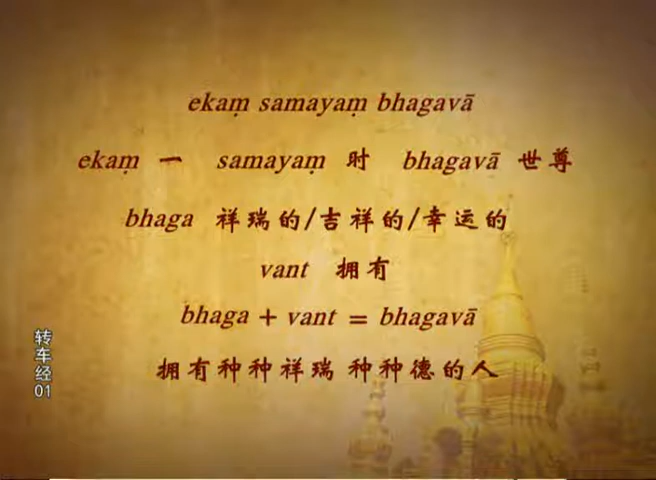 ekaṃ samayaṃ bhagavā
ekaṃ 一 samayaṃ 时 bhagavā 世尊
bhaga 祥瑞的/吉祥的/幸运的
vant 拥有
bhaga + vant = bhagavā
拥有种种祥瑞 种种德的人
转车经01